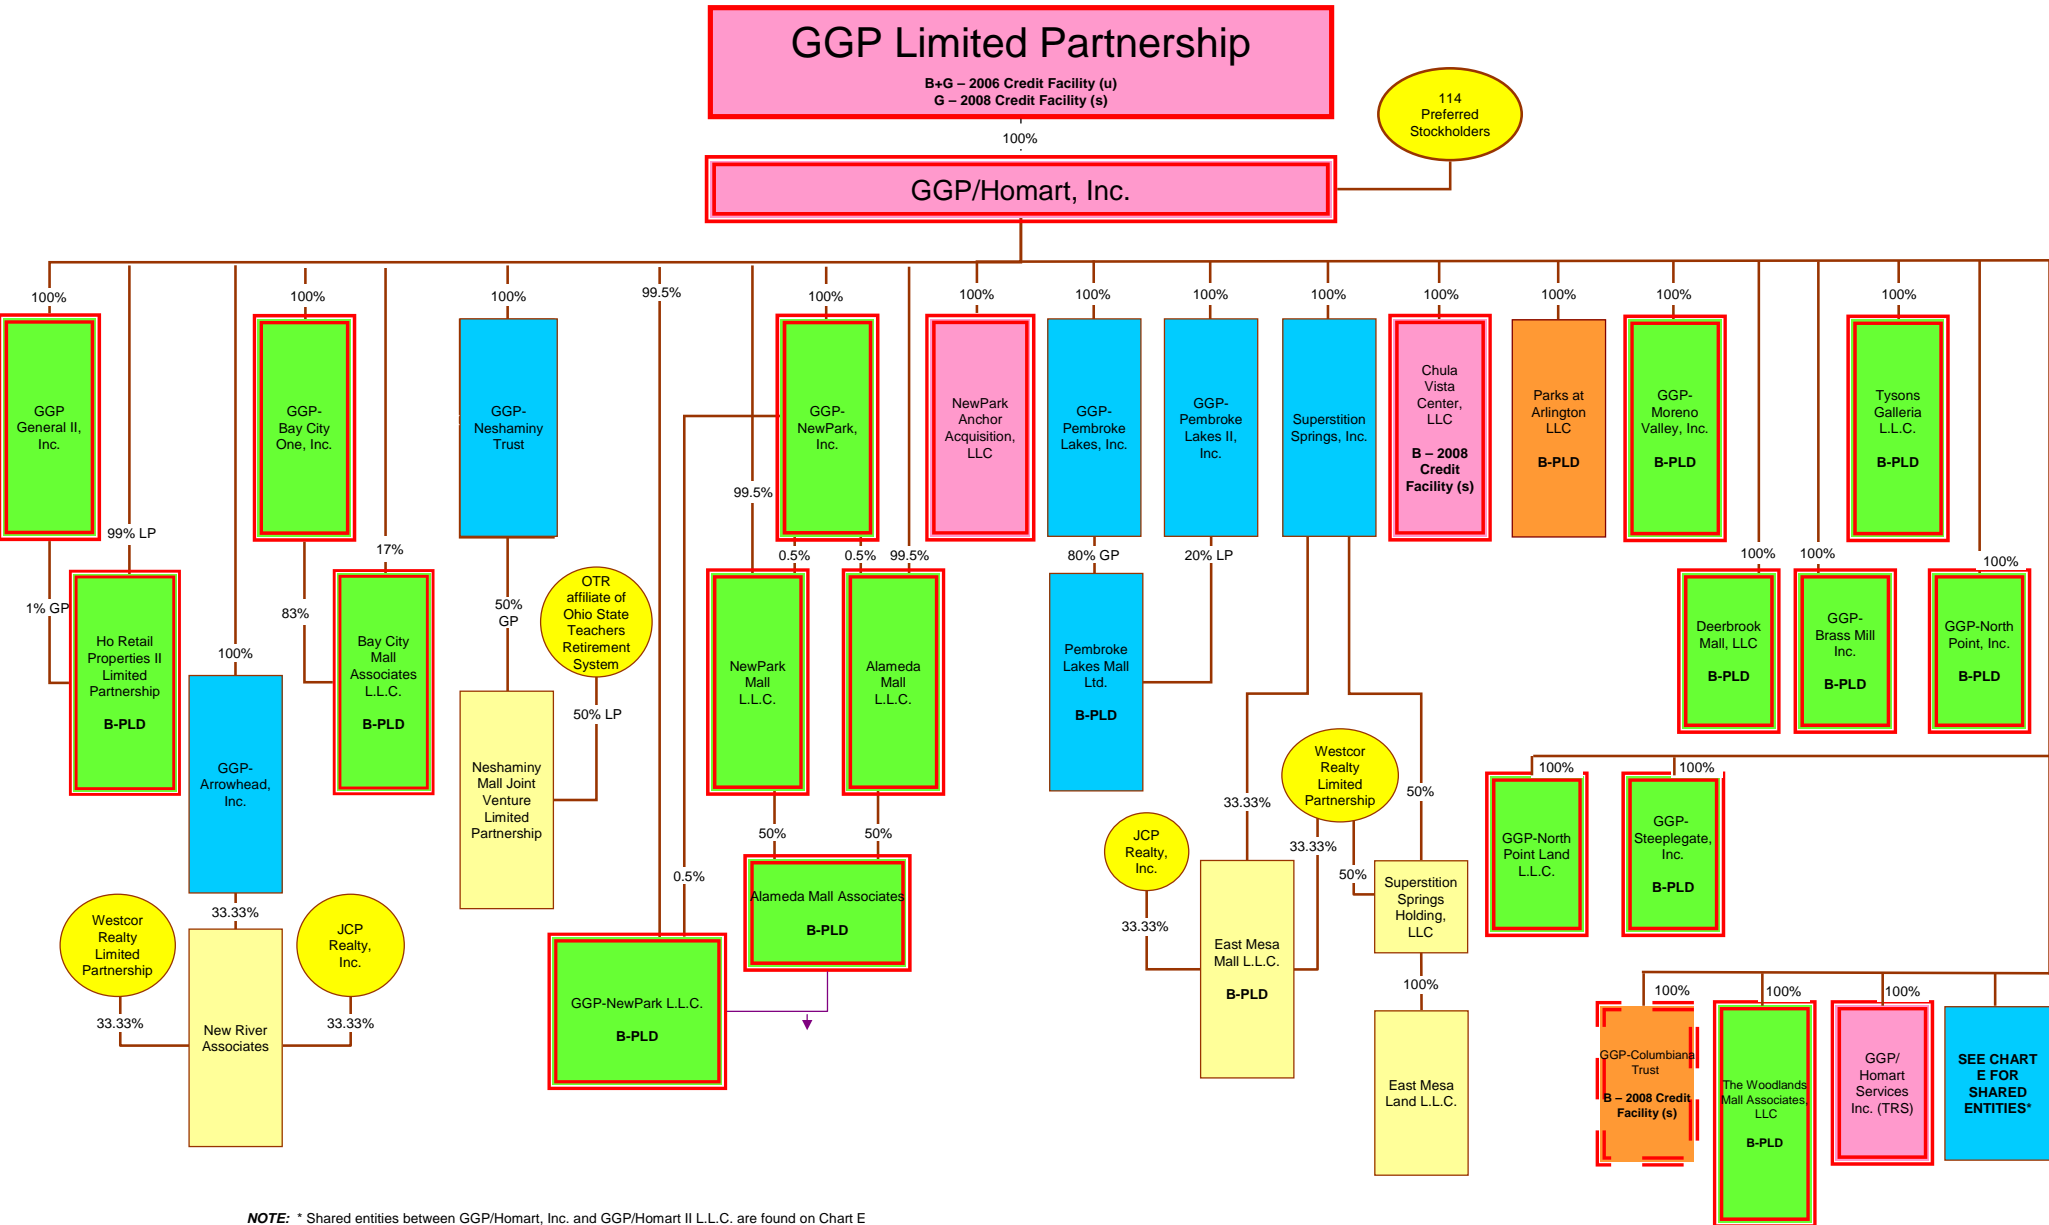 GGP Limited Partnership
B+G – 2006 Credit Facility (u)
G – 2008 Credit Facility (s)
114
Preferred
Stockholders
100%
GGP/Homart, Inc.
100%
100%
100%
99.5%
100%
100%
100%
100%
100%
100%
100%
100%
100%
GGP
General II,
Inc.
GGP-
Bay City
One, Inc.
GGP-
Neshaminy
Trust
GGP-
NewPark,
Inc.
NewPark
Anchor
Acquisition,
LLC
GGP-
Pembroke
Lakes, Inc.
GGP-
Pembroke
Lakes II,
Inc.
Superstition
Springs, Inc.
Chula
Vista
Center,
LLC
B – 2008
Credit
Facility (s)
Parks at
Arlington
LLC
B-PLD
GGP-
Moreno
Valley, Inc.
B-PLD
Tysons
Galleria
L.L.C.
B-PLD
99.5%
99% LP
17%
0.5%
0.5%
99.5%
80% GP
20% LP
100%
100%
100%
1% GP
83%
50%
GP
OTR
affiliate of
Ohio State
Teachers
Retirement
System
Ho Retail
Properties II
Limited
Partnership
B-PLD
100%
Bay City
Mall
Associates
L.L.C.
B-PLD
50% LP
NewPark
Mall
L.L.C.
Alameda
Mall
L.L.C.
Pembroke
Lakes Mall
Ltd.
B-PLD
Deerbrook
Mall, LLC
B-PLD
GGP-
Brass Mill
Inc.
B-PLD
GGP-North
Point, Inc.
B-PLD
GGP-
Arrowhead,
Inc.
Neshaminy
Mall Joint
Venture
Limited
Partnership
Westcor
Realty
Limited
Partnership
33.33%
50%
100%
100%
50%
50%
JCP
Realty,
Inc.
33.33%
50%
GGP-North
Point Land
L.L.C.
GGP-
Steeplegate,
Inc.
B-PLD
0.5%
Alameda Mall Associates
B-PLD
Superstition
Springs
Holding,
LLC
33.33%
33.33%
Westcor
Realty
Limited
Partnership
JCP
Realty,
Inc.
East Mesa
Mall L.L.C.
B-PLD
100%
100%
100%
100%
GGP-NewPark L.L.C.
B-PLD
33.33%
33.33%
New River
Associates
East Mesa
Land L.L.C.
GGP-Columbiana
Trust
B – 2008 Credit
Facility (s)
The Woodlands
Mall Associates,
LLC
B-PLD
GGP/
Homart
Services
Inc. (TRS)
SEE CHART
E FOR
SHARED
ENTITIES*
NOTE: * Shared entities between GGP/Homart, Inc. and GGP/Homart II L.L.C. are found on Chart E